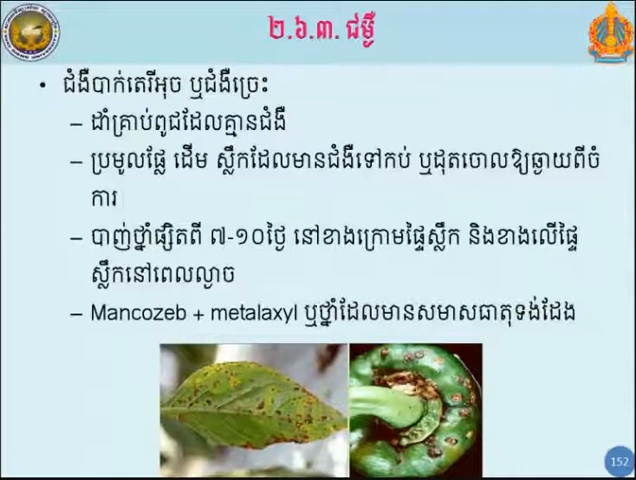 ២.៦.៣. ជម្ងឺ
• ជំងឺបាក់តេរីអុច ឬជំងឺច្រេះ
– ដាំគ្រាប់ពូជដែលគ្មានជំងឺ
– ប្រមូលផ្លែ ដើម ស្លឹកដែលមានជំងឺទៅកប់ ឬដុតចោលឱ្យឆ្ងាយពីចំ
ការ
– បាញ់ថ្នាំផ្សិតពី ៧-១០ថ្ងៃ នៅខាងក្រោមផ្ទៃស្លឹក និងខាងលើផ្ទៃ
ស្លឹកនៅពេលល្ងាច
– Mancozeb + metalaxyl ឬថ្នាំដែលមានសមាសធាតុទង់ដែង
152